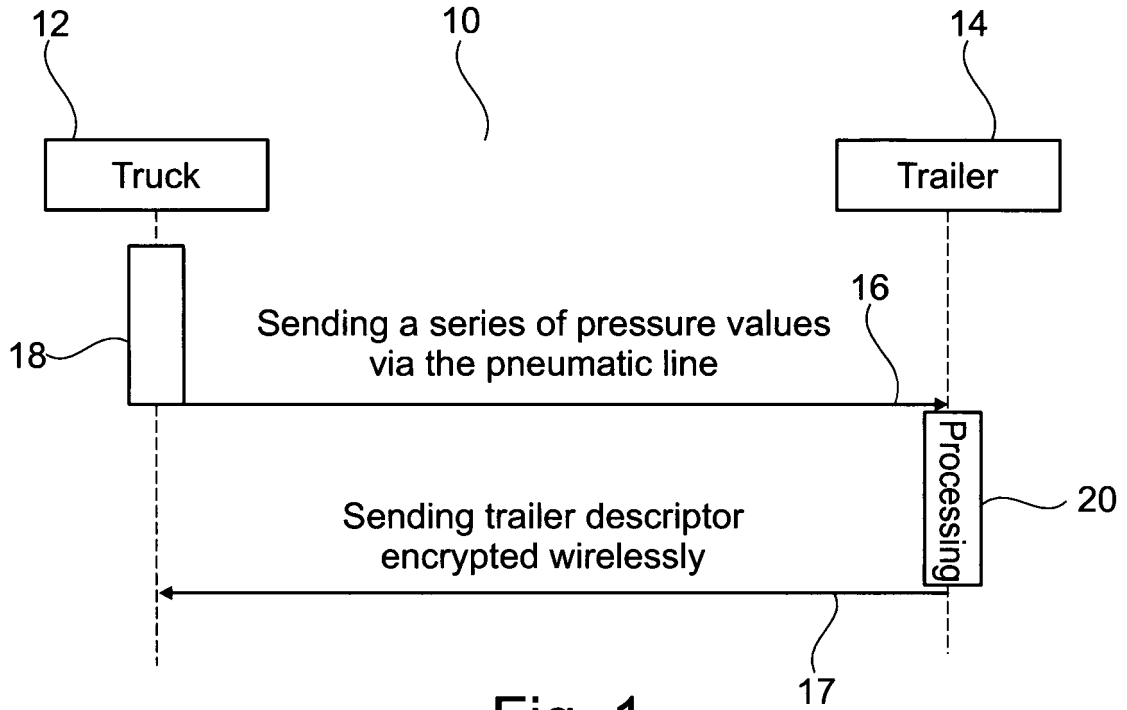 12
10
14
Truck
Trailer
16
Sending a series of pressure values
via the pneumatic line
18
Processing
20
Sending trailer descriptor
encrypted wirelessly
17
Fig. 1